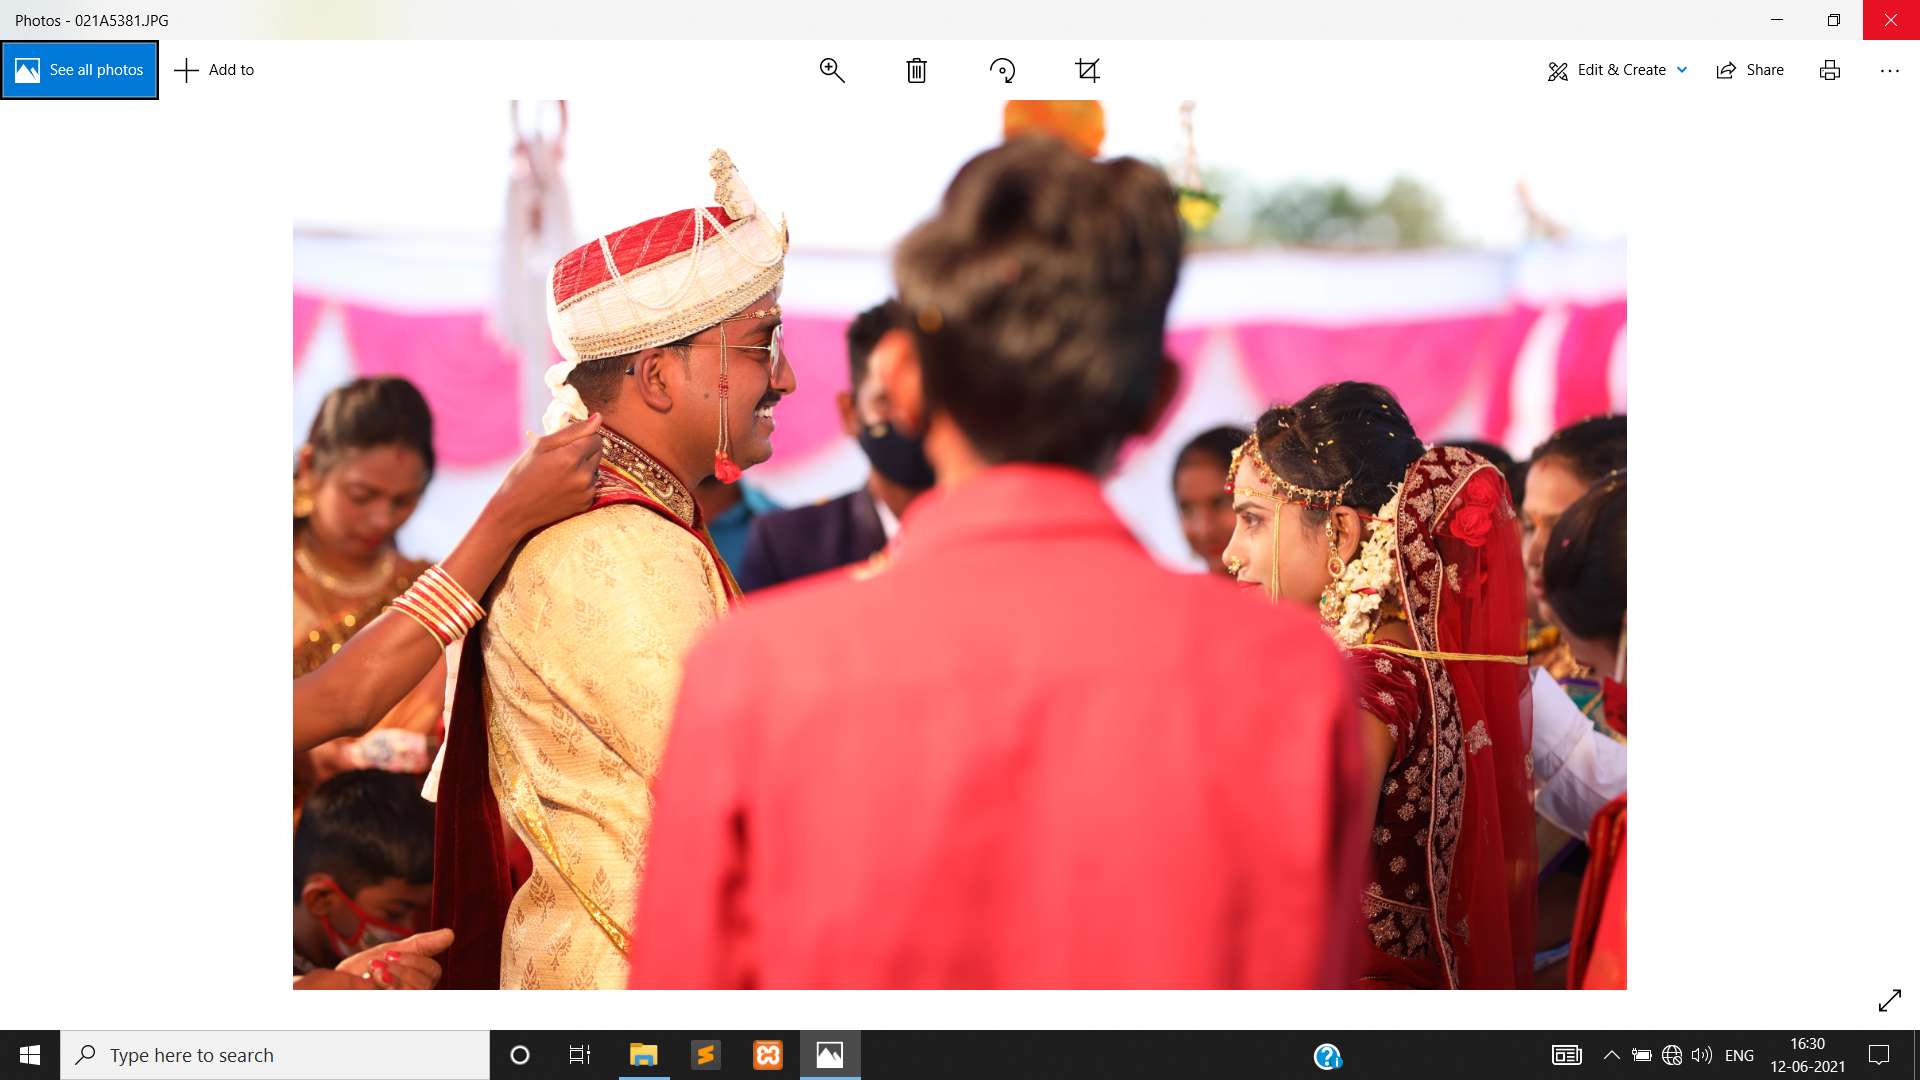 Photos - 021A5381.JPG
See all photos
Add to
Edit & Create
Share
Type here to search
ENG
16:30
12-06-2021